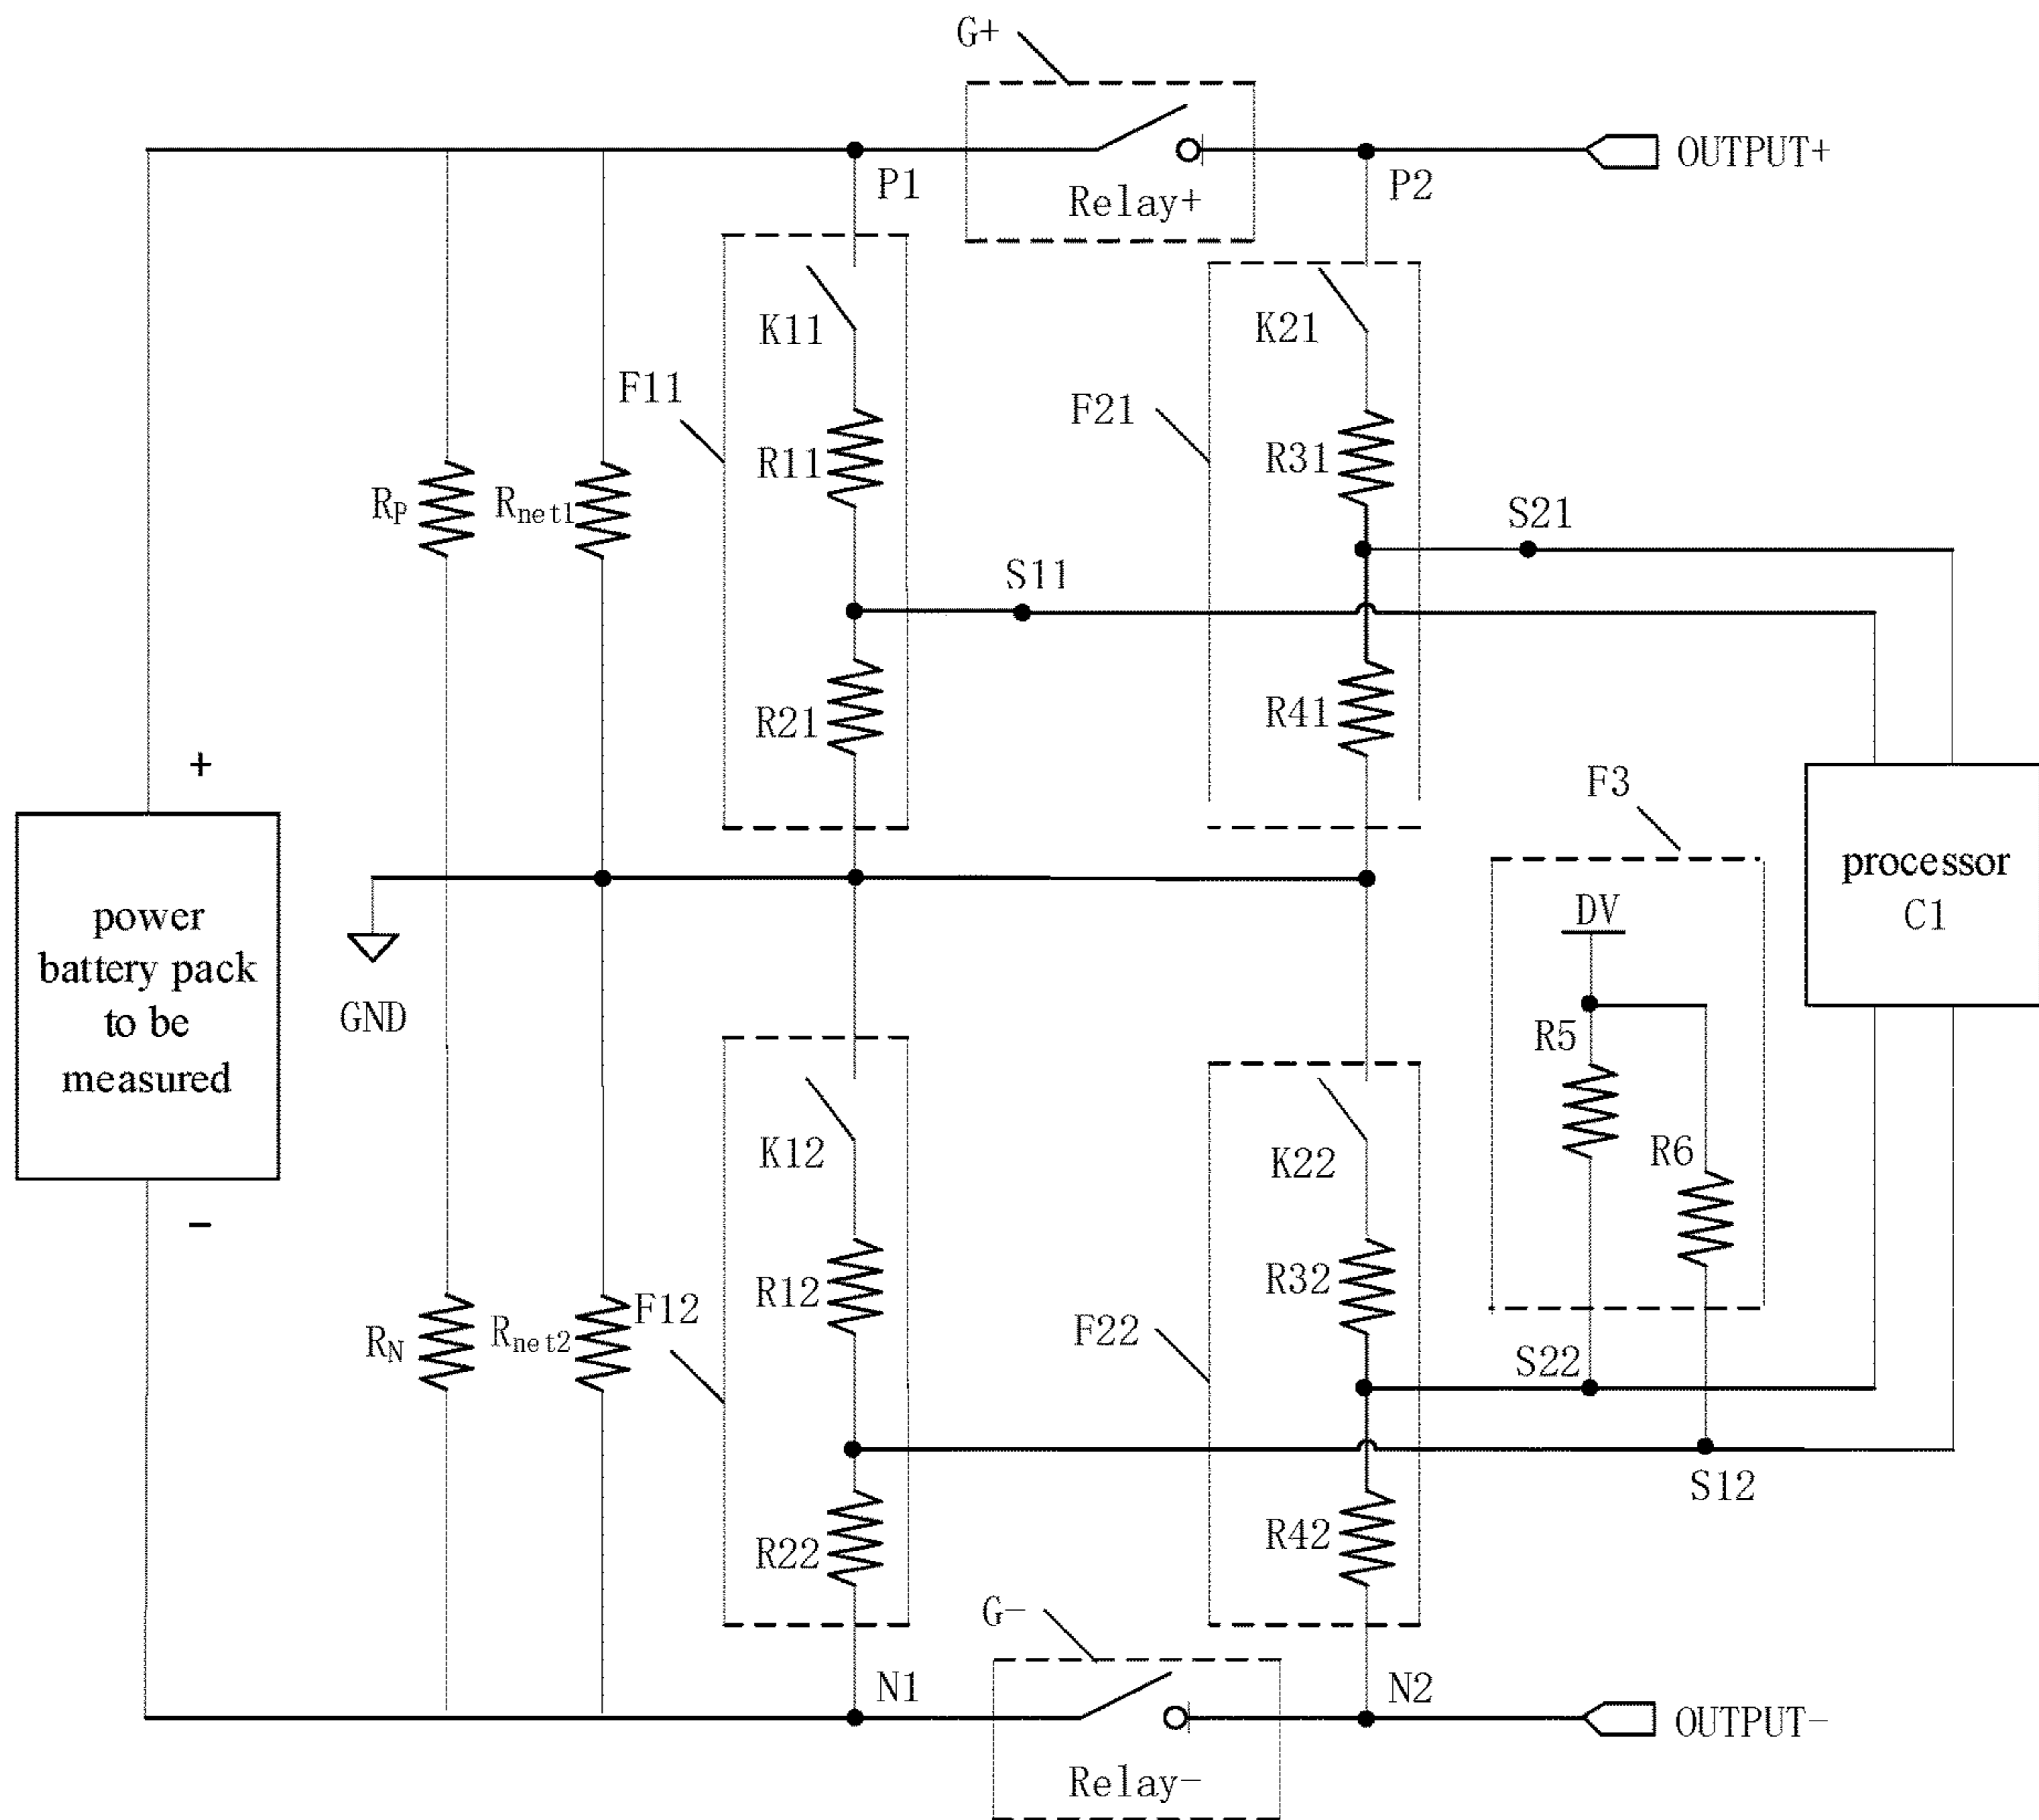 G+
OUTPUT+
P1
P2
Relay+
K11
K21
F11
F21
R11
R31
RP
Rnet1
S21
S11
R21
R41
+
F3
power
battery pack
to be
measured
processor
C1
DV
GND
R5
K12
K22
R6
−
R12
R32
F12
F22
RN
Rnet2
S22
S12
R22
R42
G−
N1
N2
OUTPUT−
Relay−